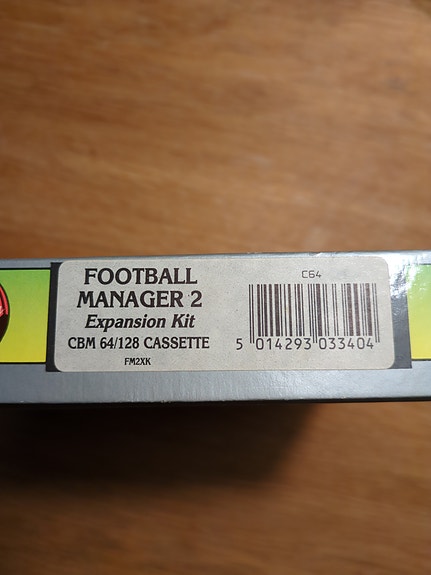 FOOTBALL
MANAGER 2
Expansion Kit
CBM 64/128 CASSETTE
FM2XK
C64
5 014293 033404